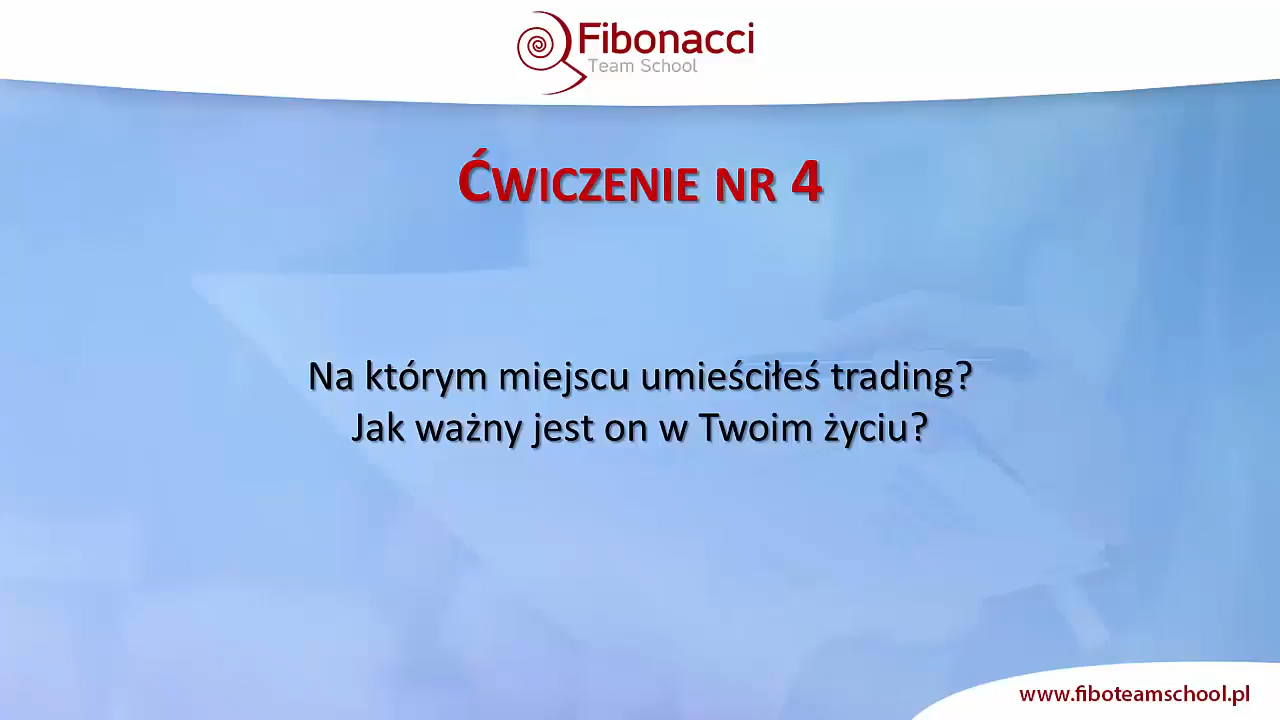 Fibonacci
Team School
Ćwiczenie nr 4
Na którym miejscu umieściłeś trading?
Jak ważny jest on w Twoim życiu?
www.fiboteamschool.pl